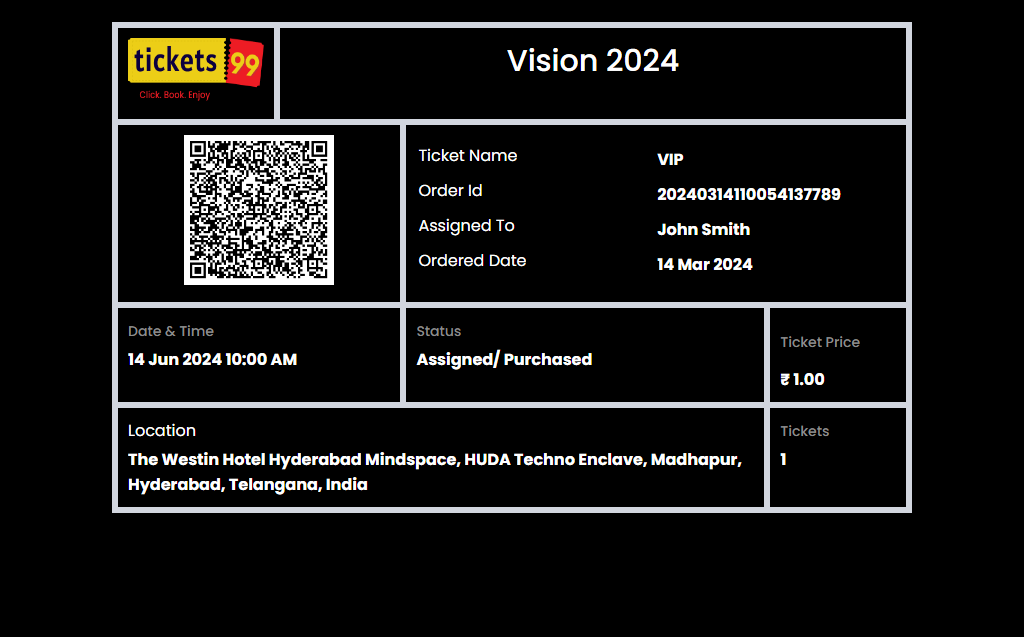 tickets 99
Click. Book. Enjoy
Vision 2024
Ticket Name VIP
Order Id 20240314110054137789
Assigned To John Smith
Ordered Date 14 Mar 2024
Date & Time
14 Jun 2024 10:00 AM
Status
Assigned/ Purchased
Ticket Price
₹ 1.00
Location
The Westin Hotel Hyderabad Mindspace, HUDA Techno Enclave, Madhapur,
Hyderabad, Telangana, India
Tickets
1